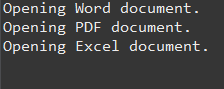 Opening Word document.
Opening PDF document.
Opening Excel document.